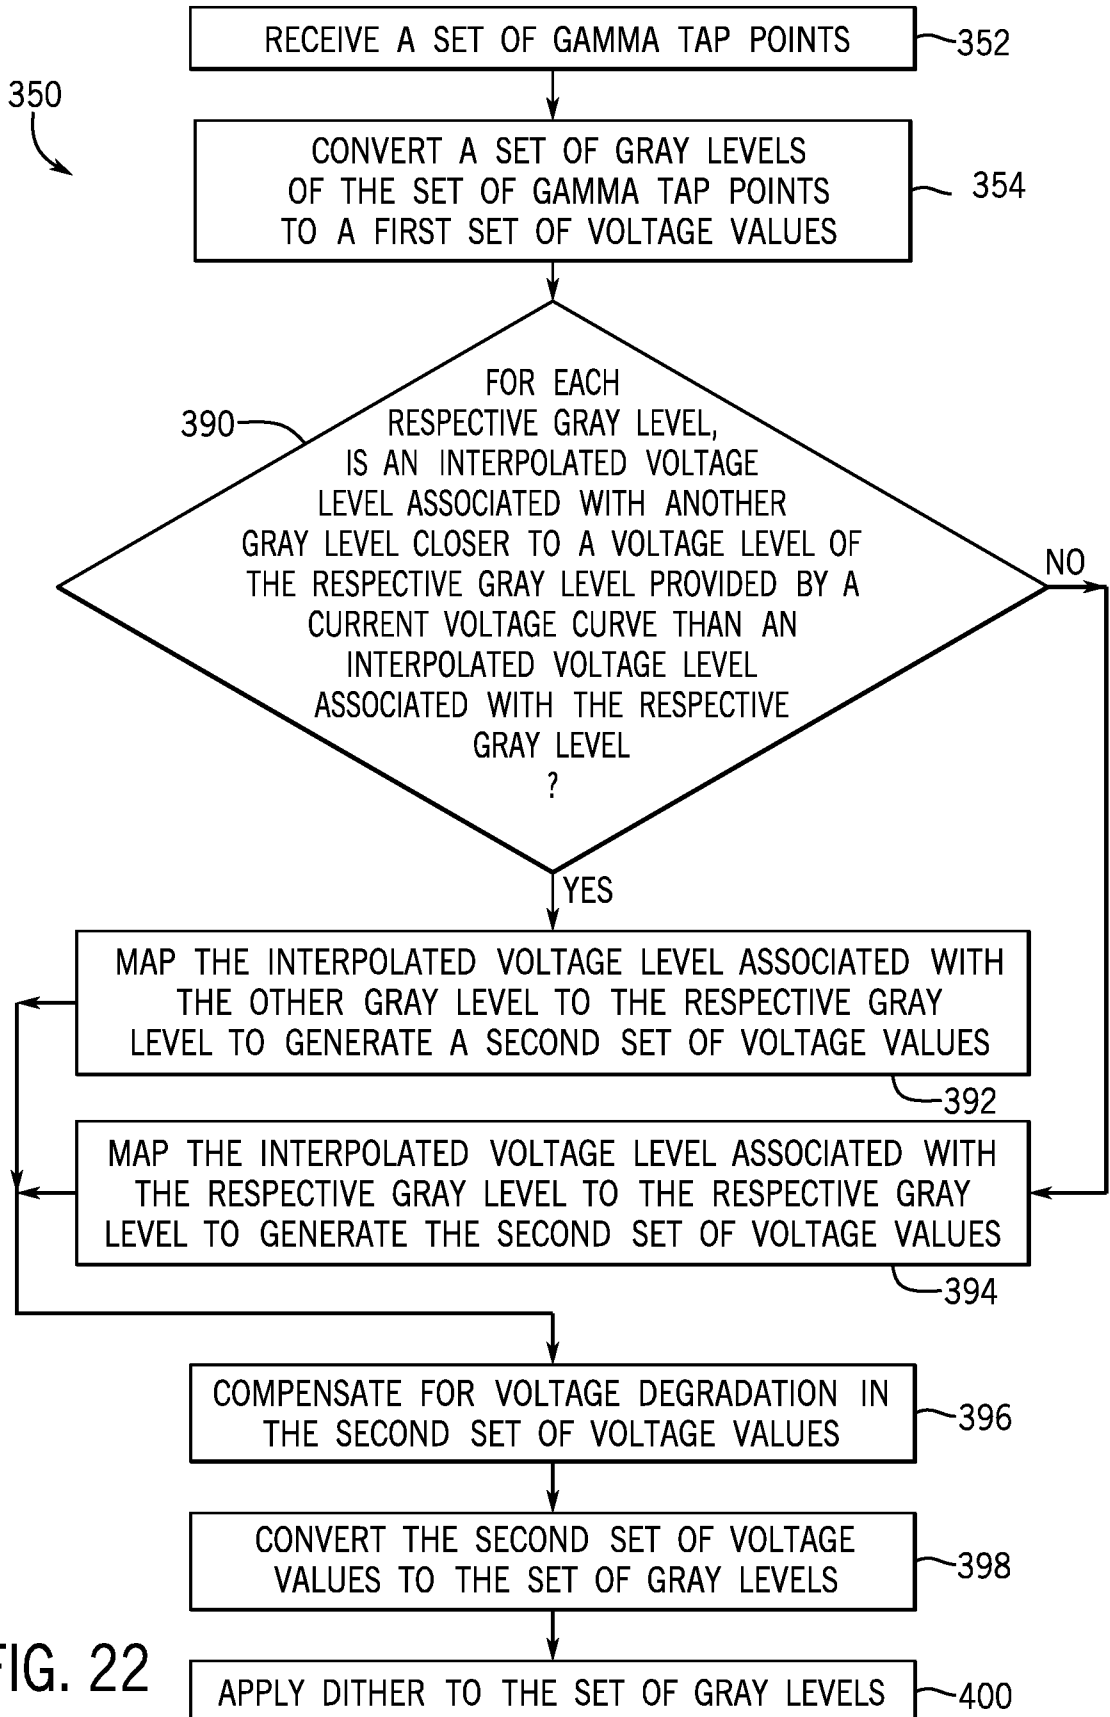 RECEIVE A SET OF GAMMA TAP POINTS
352
350
CONVERT A SET OF GRAY LEVELS
OF THE SET OF GAMMA TAP POINTS
TO A FIRST SET OF VOLTAGE VALUES
354
390
FOR EACH
RESPECTIVE GRAY LEVEL,
IS AN INTERPOLATED VOLTAGE
LEVEL ASSOCIATED WITH ANOTHER
GRAY LEVEL CLOSER TO A VOLTAGE LEVEL OF
THE RESPECTIVE GRAY LEVEL PROVIDED BY A
CURRENT VOLTAGE CURVE THAN AN
INTERPOLATED VOLTAGE LEVEL
ASSOCIATED WITH THE RESPECTIVE
GRAY LEVEL
?
NO
YES
MAP THE INTERPOLATED VOLTAGE LEVEL ASSOCIATED WITH
THE OTHER GRAY LEVEL TO THE RESPECTIVE GRAY
LEVEL TO GENERATE A SECOND SET OF VOLTAGE VALUES
392
MAP THE INTERPOLATED VOLTAGE LEVEL ASSOCIATED WITH
THE RESPECTIVE GRAY LEVEL TO THE RESPECTIVE GRAY
LEVEL TO GENERATE THE SECOND SET OF VOLTAGE VALUES
394
COMPENSATE FOR VOLTAGE DEGRADATION IN
THE SECOND SET OF VOLTAGE VALUES
396
CONVERT THE SECOND SET OF VOLTAGE
VALUES TO THE SET OF GRAY LEVELS
398
FIG. 22
APPLY DITHER TO THE SET OF GRAY LEVELS
400